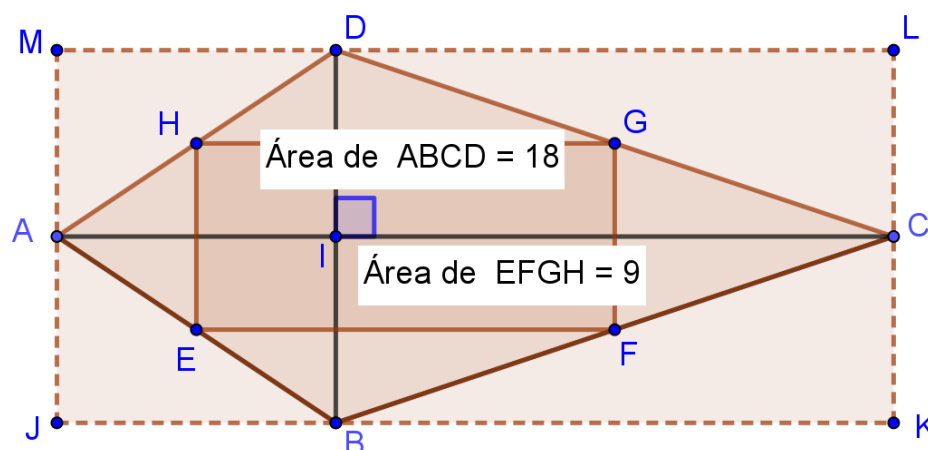 M D L
H G
Área de  ABCD = 18
A C
I
Área de  EFGH = 9
E F
J B K